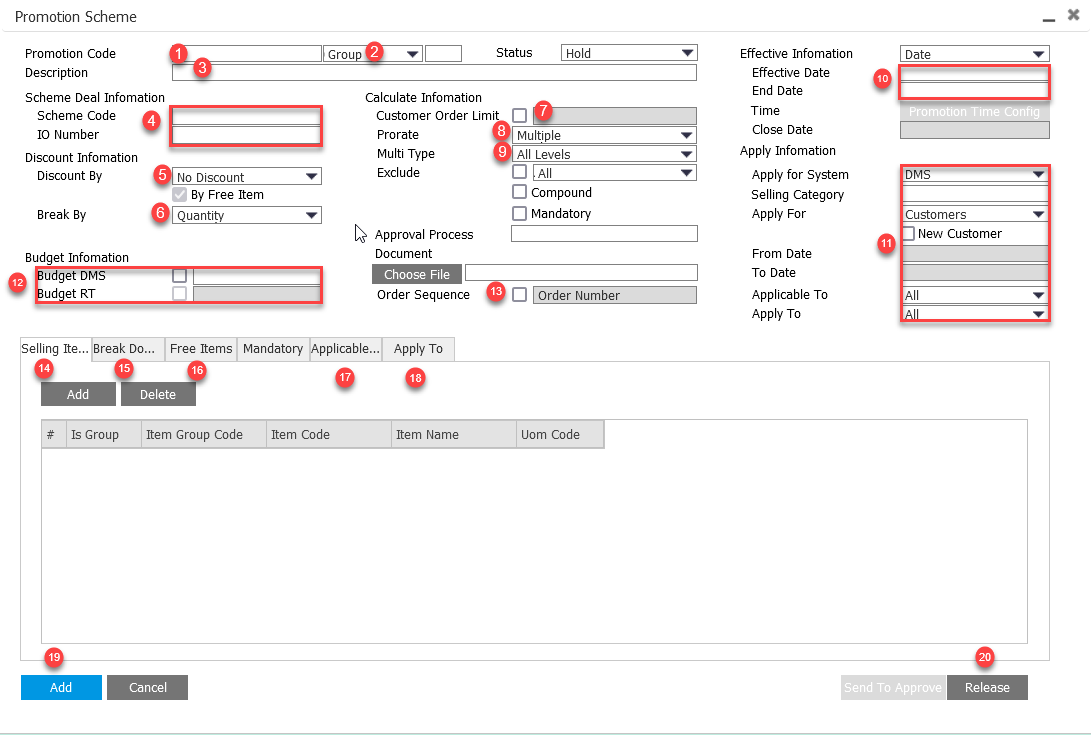 Promotion Scheme
Promotion Code 1 Group 2 Status Hold Effective Infomation Date
Description 3 Effective Date 10
Scheme Deal Infomation Calculate Infomation End Date
Scheme Code 4 Customer Order Limit 7 Time Promotion Time Config
IO Number Prorate 8 Multiple Close Date
Discount Infomation Multi Type 9 All Levels Apply Infomation
Discount By 5 No Discount Exclude All Apply for System DMS
By Free Item Compound Selling Category
Break By 6 Quantity Mandatory Apply For Customers
Approval Process New Customer
Budget Infomation Document From Date 11
12 Budget DMS Choose File To Date
Budget RT Order Sequence 13 Order Number Applicable To All
Apply To All
Selling Ite... Break Do... Free Items Mandatory Applicable... Apply To
14 15 16 17 18
Add Delete
# Is Group Item Group Code Item Code Item Name Uom Code
19 20
Add Cancel Send To Approve Release